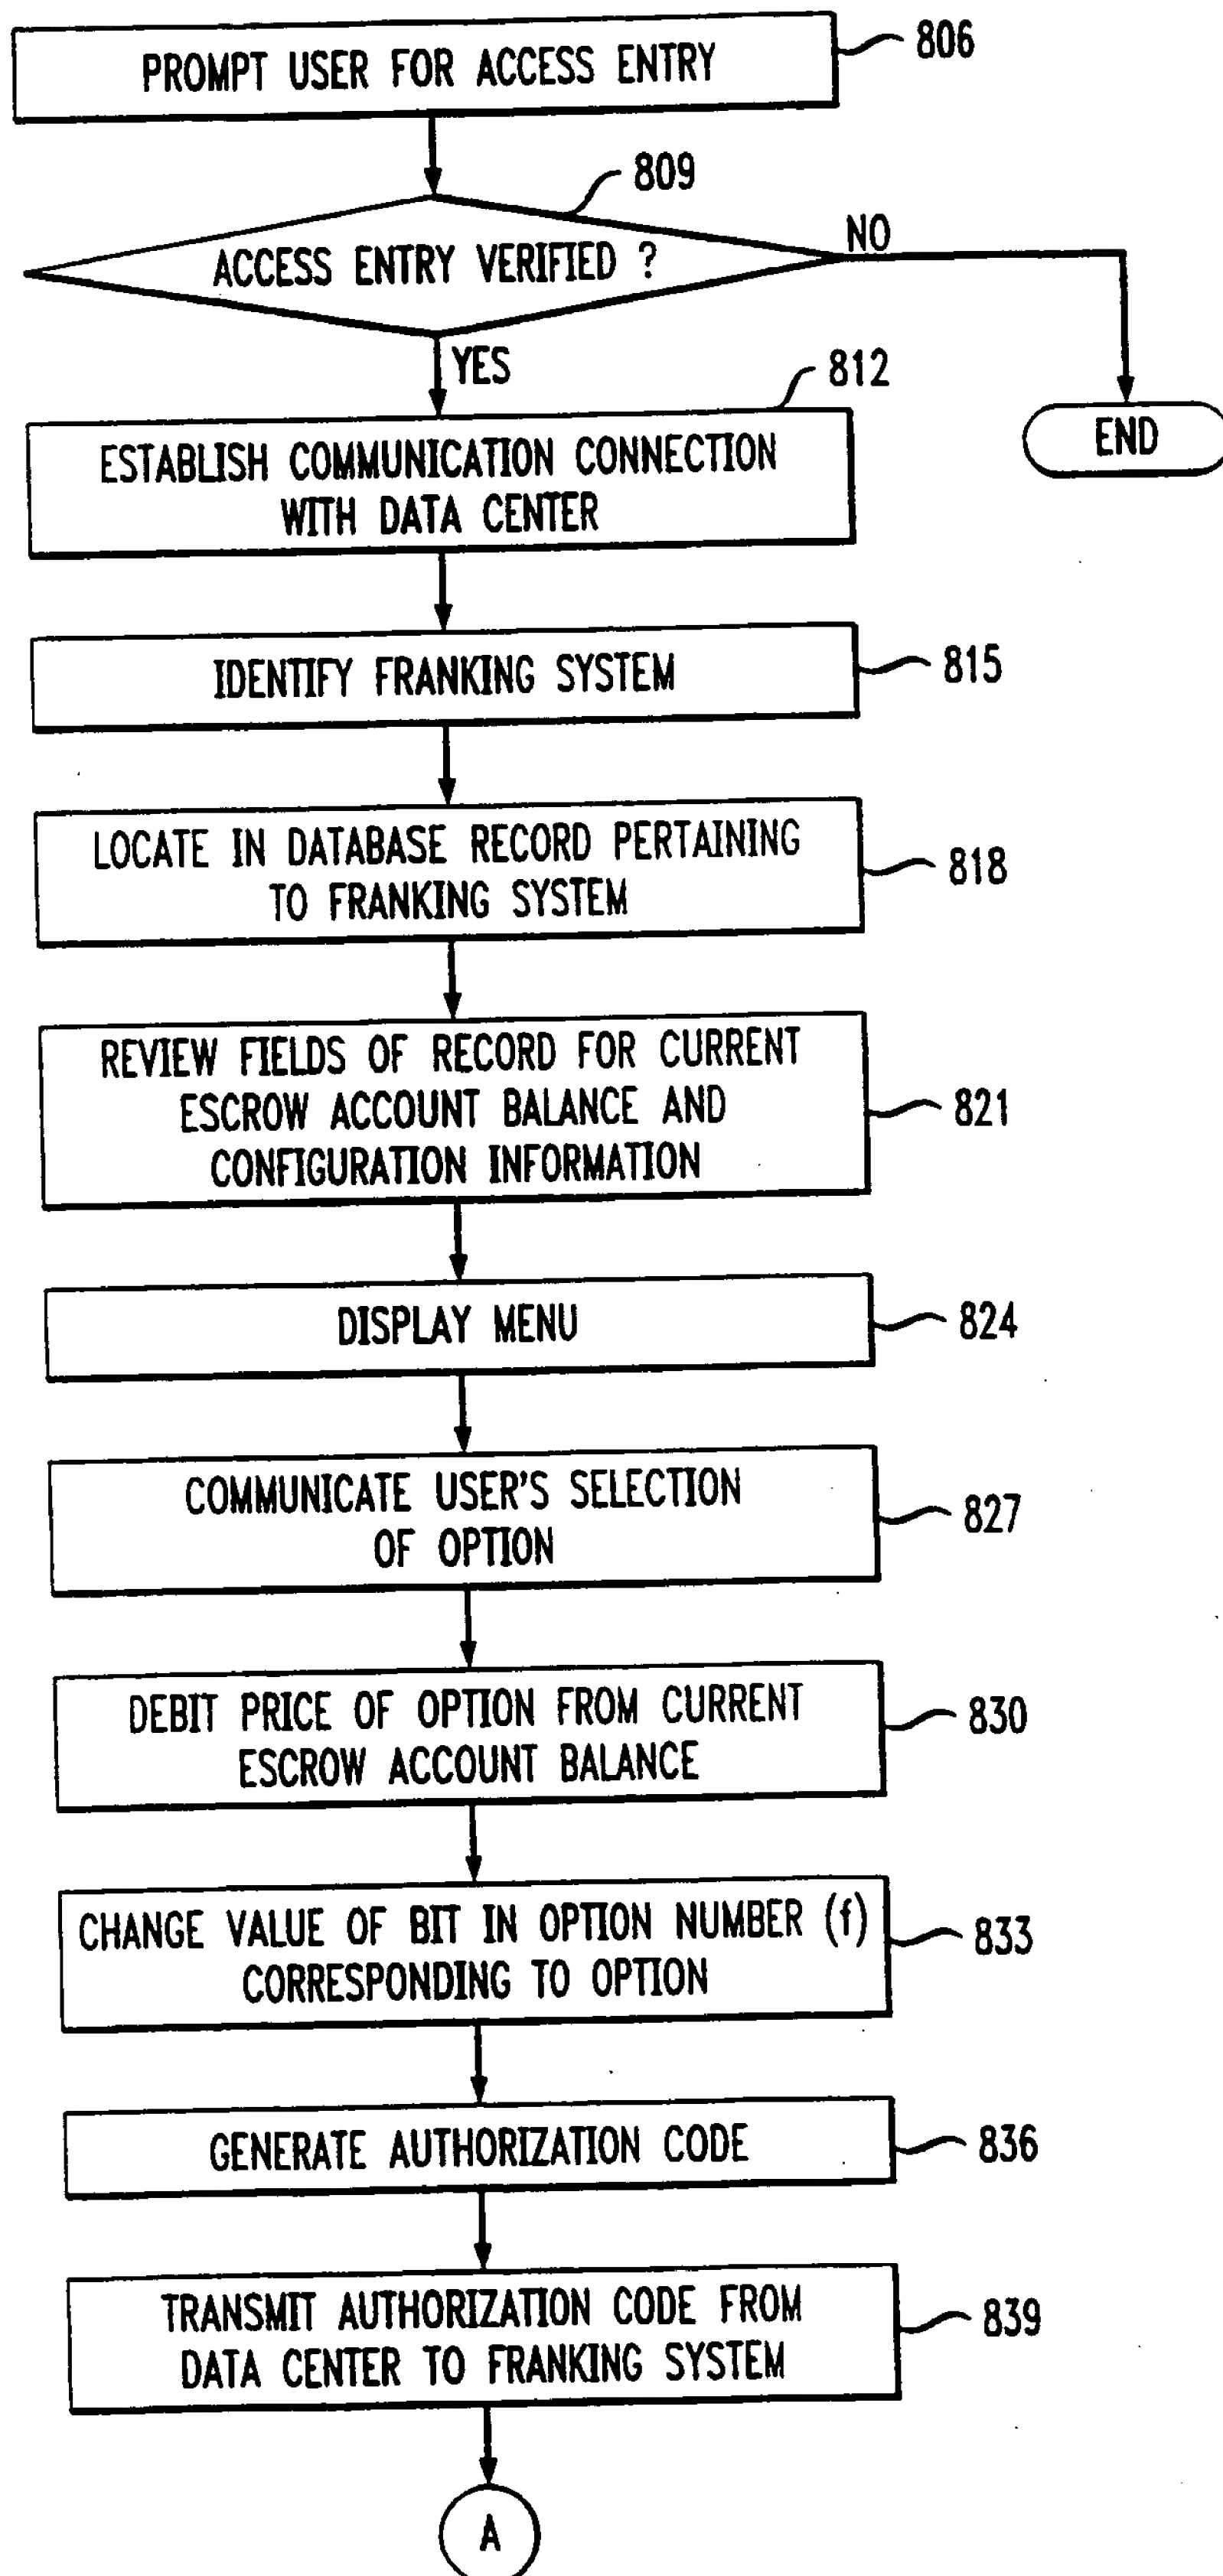 PROMPT USER FOR ACCESS ENTRY
806
809
ACCESS ENTRY VERIFIED ?
NO
YES
812
END
ESTABLISH COMMUNICATION CONNECTION
WITH DATA CENTER
IDENTIFY FRANKING SYSTEM
815
LOCATE IN DATABASE RECORD PERTAINING
TO FRANKING SYSTEM
818
REVIEW FIELDS OF RECORD FOR CURRENT
ESCROW ACCOUNT BALANCE AND
CONFIGURATION INFORMATION
821
DISPLAY MENU
824
COMMUNICATE USER'S SELECTION
OF OPTION
827
DEBIT PRICE OF OPTION FROM CURRENT
ESCROW ACCOUNT BALANCE
830
CHANGE VALUE OF BIT IN OPTION NUMBER (f)
CORRESPONDING TO OPTION
833
GENERATE AUTHORIZATION CODE
836
TRANSMIT AUTHORIZATION CODE FROM
DATA CENTER TO FRANKING SYSTEM
839
A